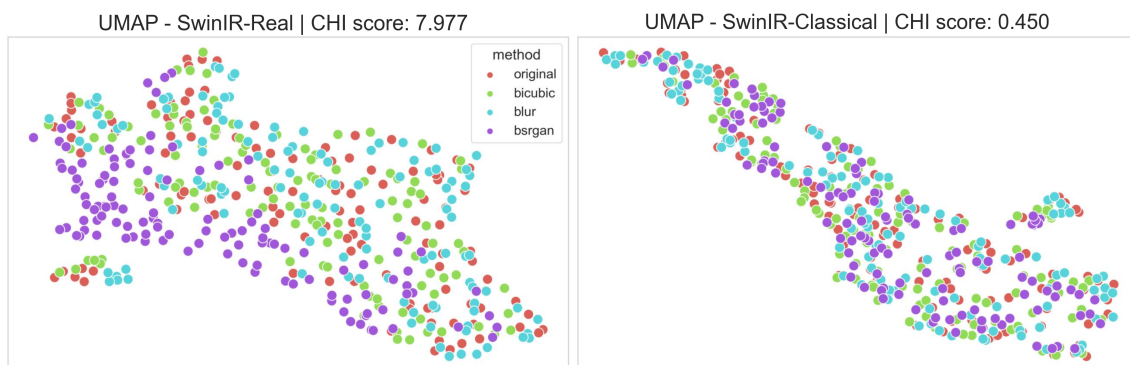 UMAP - SwinIR-Real | CHI score: 7.977
method
original
bicubic
blur
bsrgan
UMAP - SwinIR-Classical | CHI score: 0.450